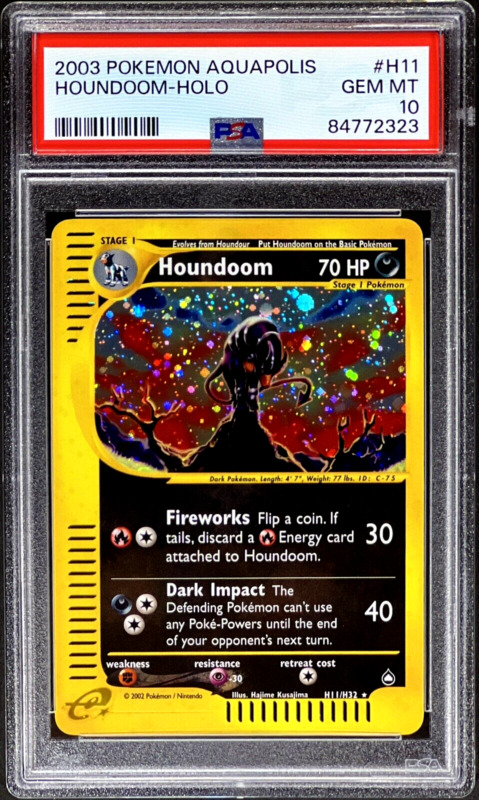 2003 POKEMON AQUAPOLIS #H11
HOUNDOOM-HOLO GEM MT
10
PSA 84772323
STAGE 1 Evolves from Houndour Put Houndoom on the Basic Pokémon
Houndoom 70 HP
Stage 1 Pokémon
Dark Pokémon. Length: 4' 7", Weight: 77 lbs. ID: C-75
Fireworks Flip a coin. If
tails, discard a Energy card 30
attached to Houndoom.
Dark Impact The
Defending Pokémon can't use 40
any Poké-Powers until the end
of your opponent's next turn.
weakness resistance retreat cost
-30
© 2002 Pokémon / Nintendo Illus. Hajime Kusajima H11/H32 ★
e
PSA